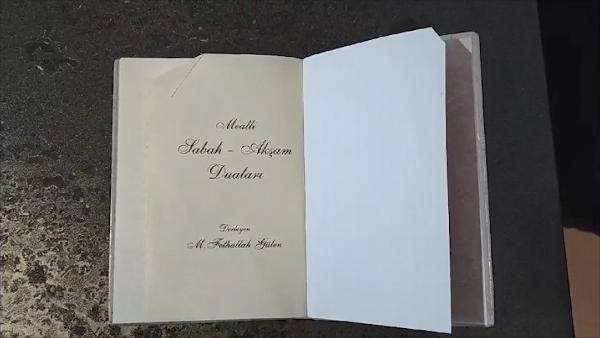 Mealli
Sabah - Akşam
Duaları
Derleyen
M. Fethullah Gülen